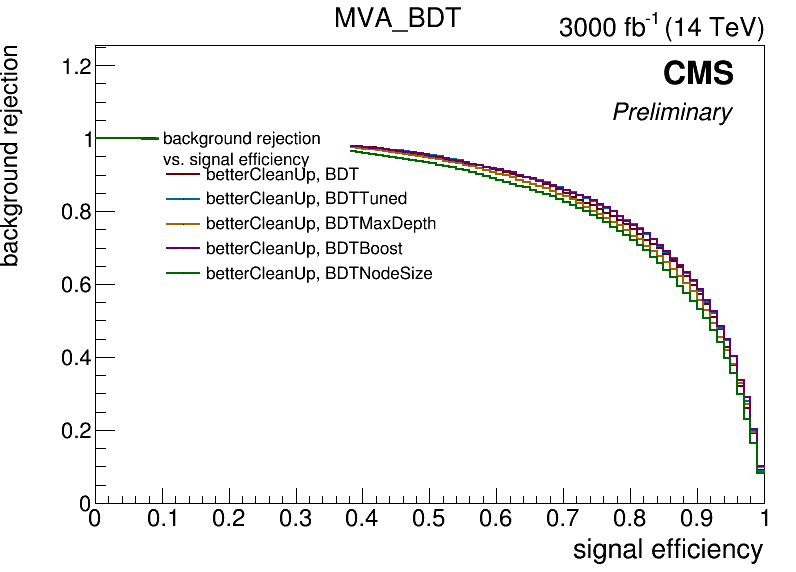 MVA_BDT
3000 fb⁻¹ (14 TeV)
CMS
Preliminary
background rejection
1.2
1
0.8
0.6
0.4
0.2
0
background rejection
vs. signal efficiency
betterCleanUp, BDT
betterCleanUp, BDTTuned
betterCleanUp, BDTMaxDepth
betterCleanUp, BDTBoost
betterCleanUp, BDTNodeSize
0 0.1 0.2 0.3 0.4 0.5 0.6 0.7 0.8 0.9 1
signal efficiency